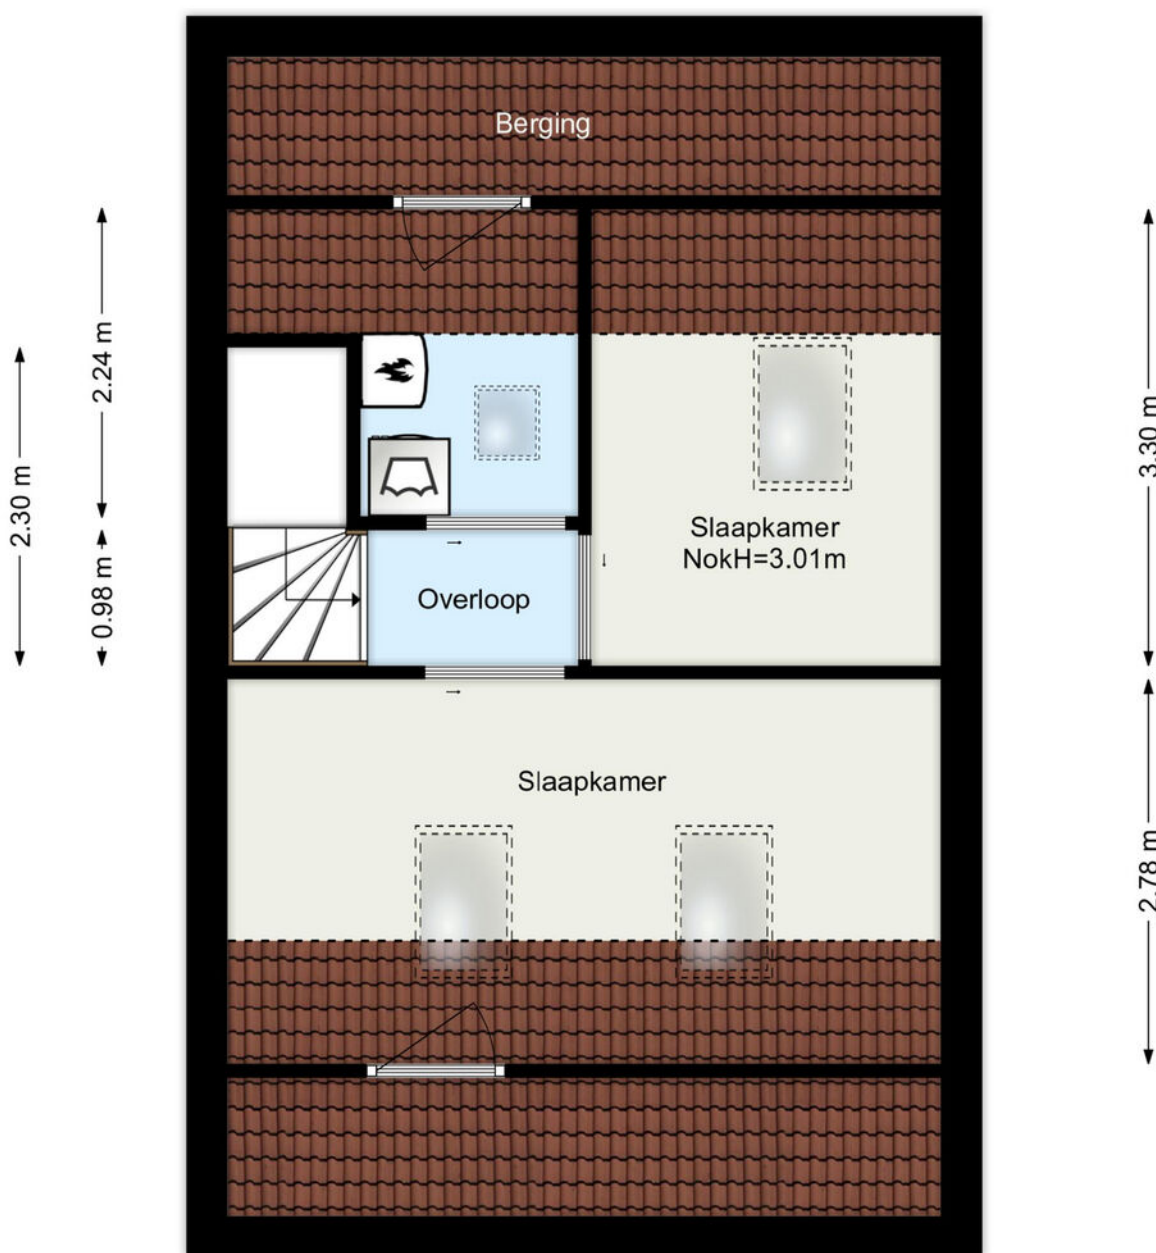 Berging
2.24 m
2.30 m
0.98 m
3.30 m
Slaapkamer
NokH=3.01m
Overloop
Slaapkamer
2.78 m